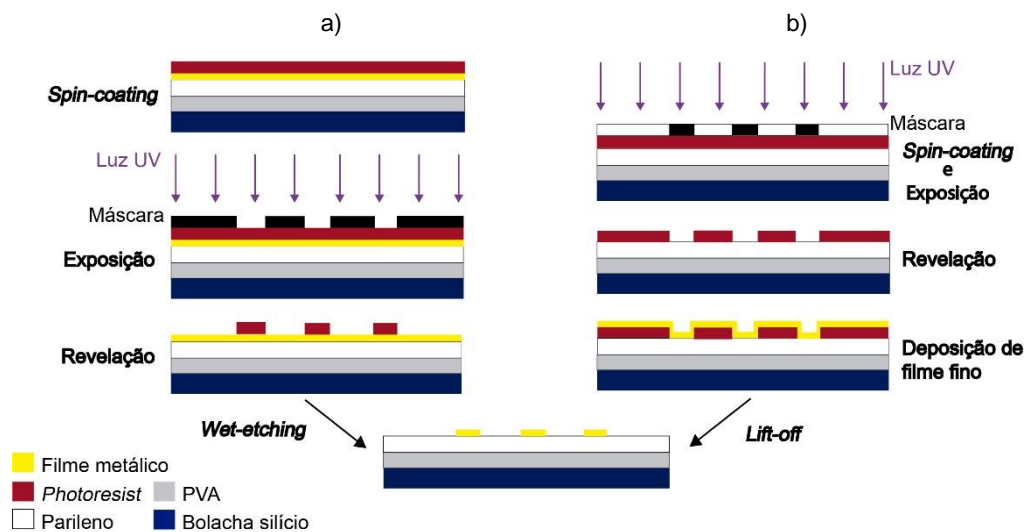 a)
Spin-coating
Luz UV
Máscara
Exposição
Revelação
Wet-etching
b)
Luz UV
Máscara
Spin-coating
e
Exposição
Revelação
Deposição de
filme fino
Lift-off
Filme metálico
Photoresist
PVA
Parileno
Bolacha silício